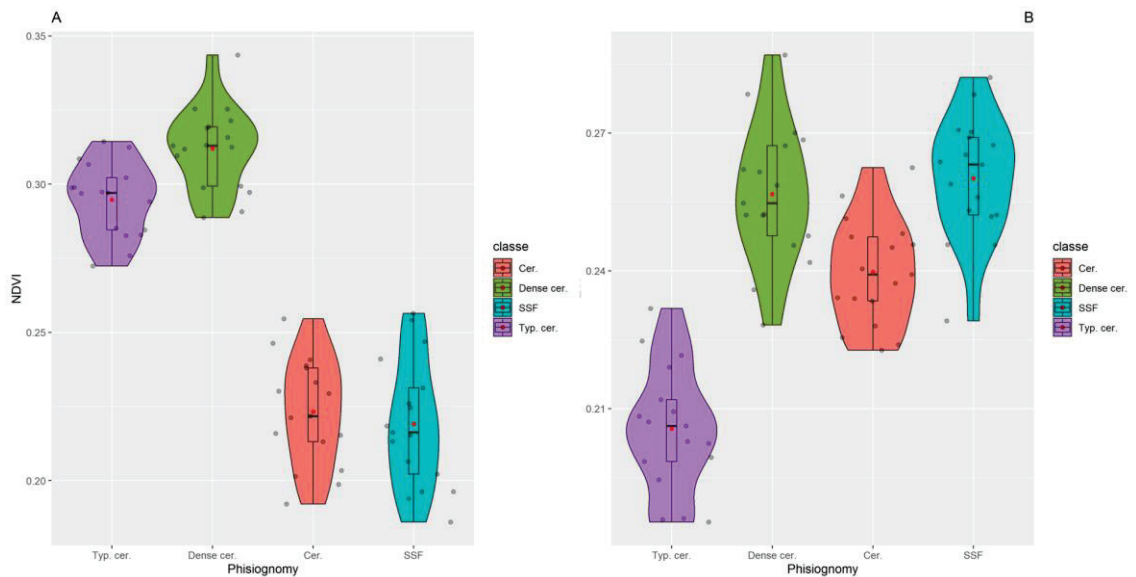 A
NDVI
0.35
0.30
0.25
0.20
Typ. cer.
Dense cer.
Cer.
SSF
Phisiognomy
classe
Cer.
Dense cer.
SSF
Typ. cer.
B
0.27
0.24
0.21
Typ. cer.
Dense cer.
Cer.
SSF
Phisiognomy
classe
Cer.
Dense cer.
SSF
Typ. cer.